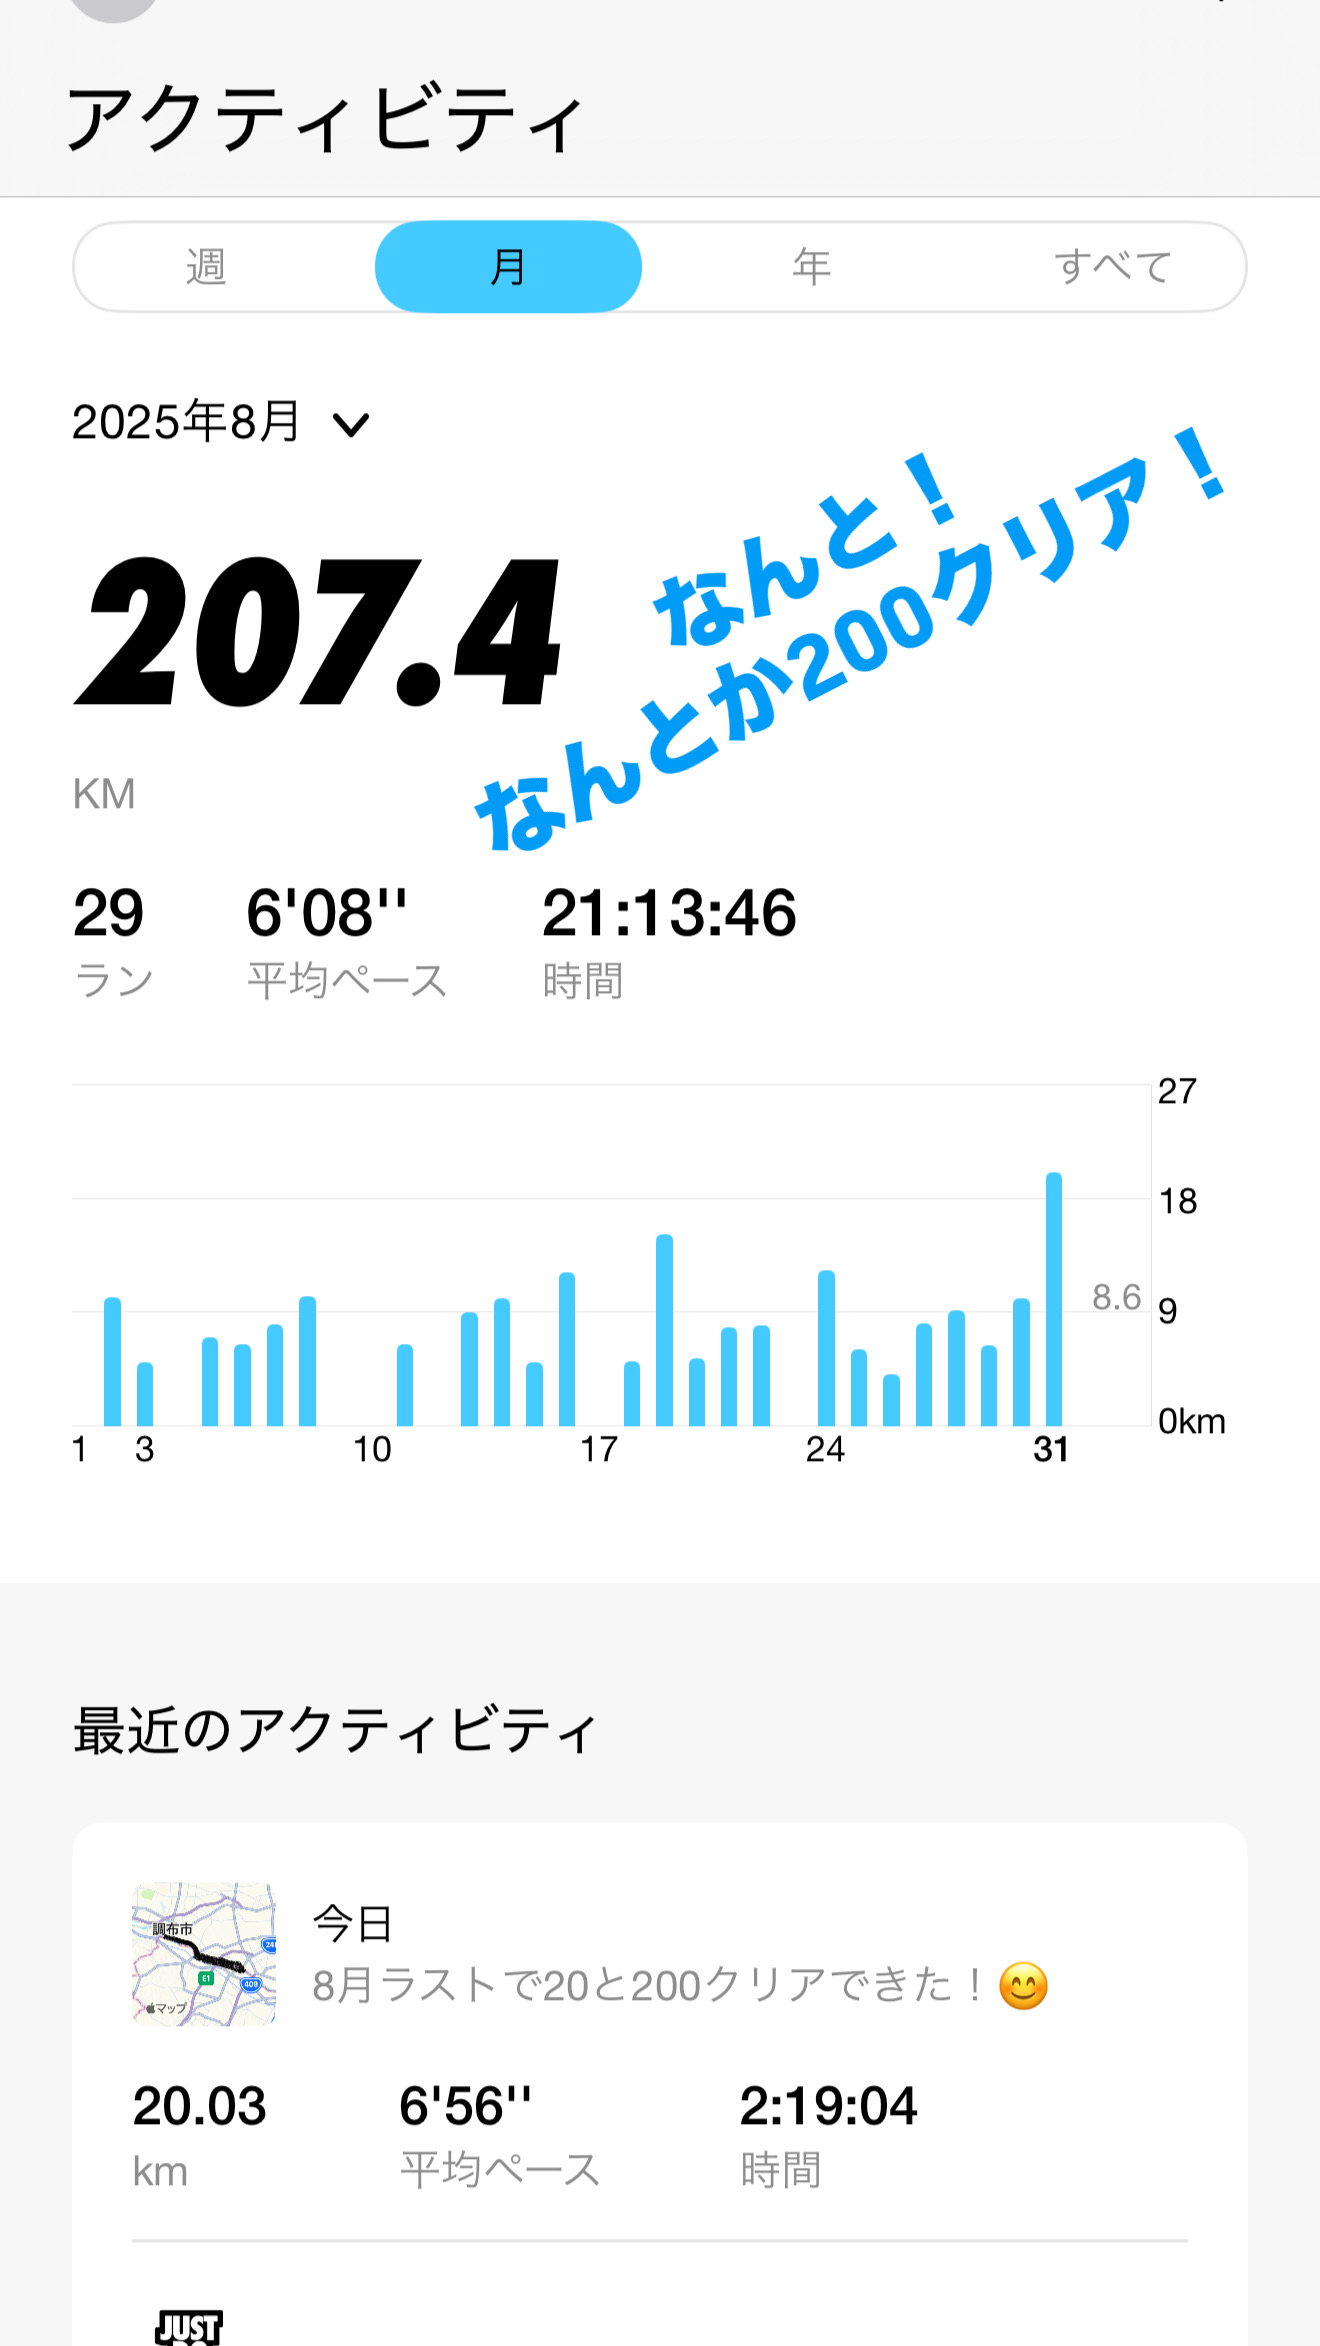 アクティビティ
週 月 年 すべて
2025年8月
なんと！
なんとか200クリア！
207.4
KM
29 6'08'' 21:13:46
ラン 平均ペース 時間
27
18
8.6 9
0km
1 3 10 17 24 31
最近のアクティビティ
今日
8月ラストで20と200クリアできた！😊
調布市
246
E1
409
マップ
20.03 6'56'' 2:19:04
km 平均ペース 時間
JUST